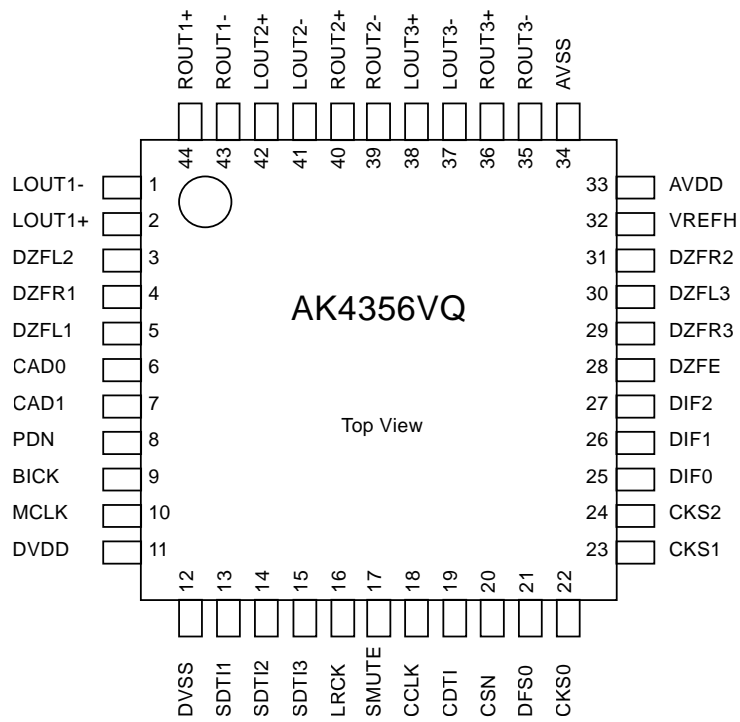 ROUT1+ ROUT1- LOUT2+ LOUT2- ROUT2+ ROUT2- LOUT3+ LOUT3- ROUT3+ ROUT3- AVSS
44 43 42 41 40 39 38 37 36 35 34
LOUT1- 1 33 AVDD
LOUT1+ 2 32 VREFH
DZFL2 3 31 DZFR2
DZFR1 4 30 DZFL3
AK4356VQ
DZFL1 5 29 DZFR3
CAD0 6 28 DZFE
CAD1 7 27 DIF2
Top View
PDN 8 26 DIF1
BICK 9 25 DIF0
MCLK 10 24 CKS2
DVDD 11 23 CKS1
12 13 14 15 16 17 18 19 20 21 22
DVSS SDTI1 SDTI2 SDTI3 LRCK SMUTE CCLK CDTI CSN DFS0 CKS0